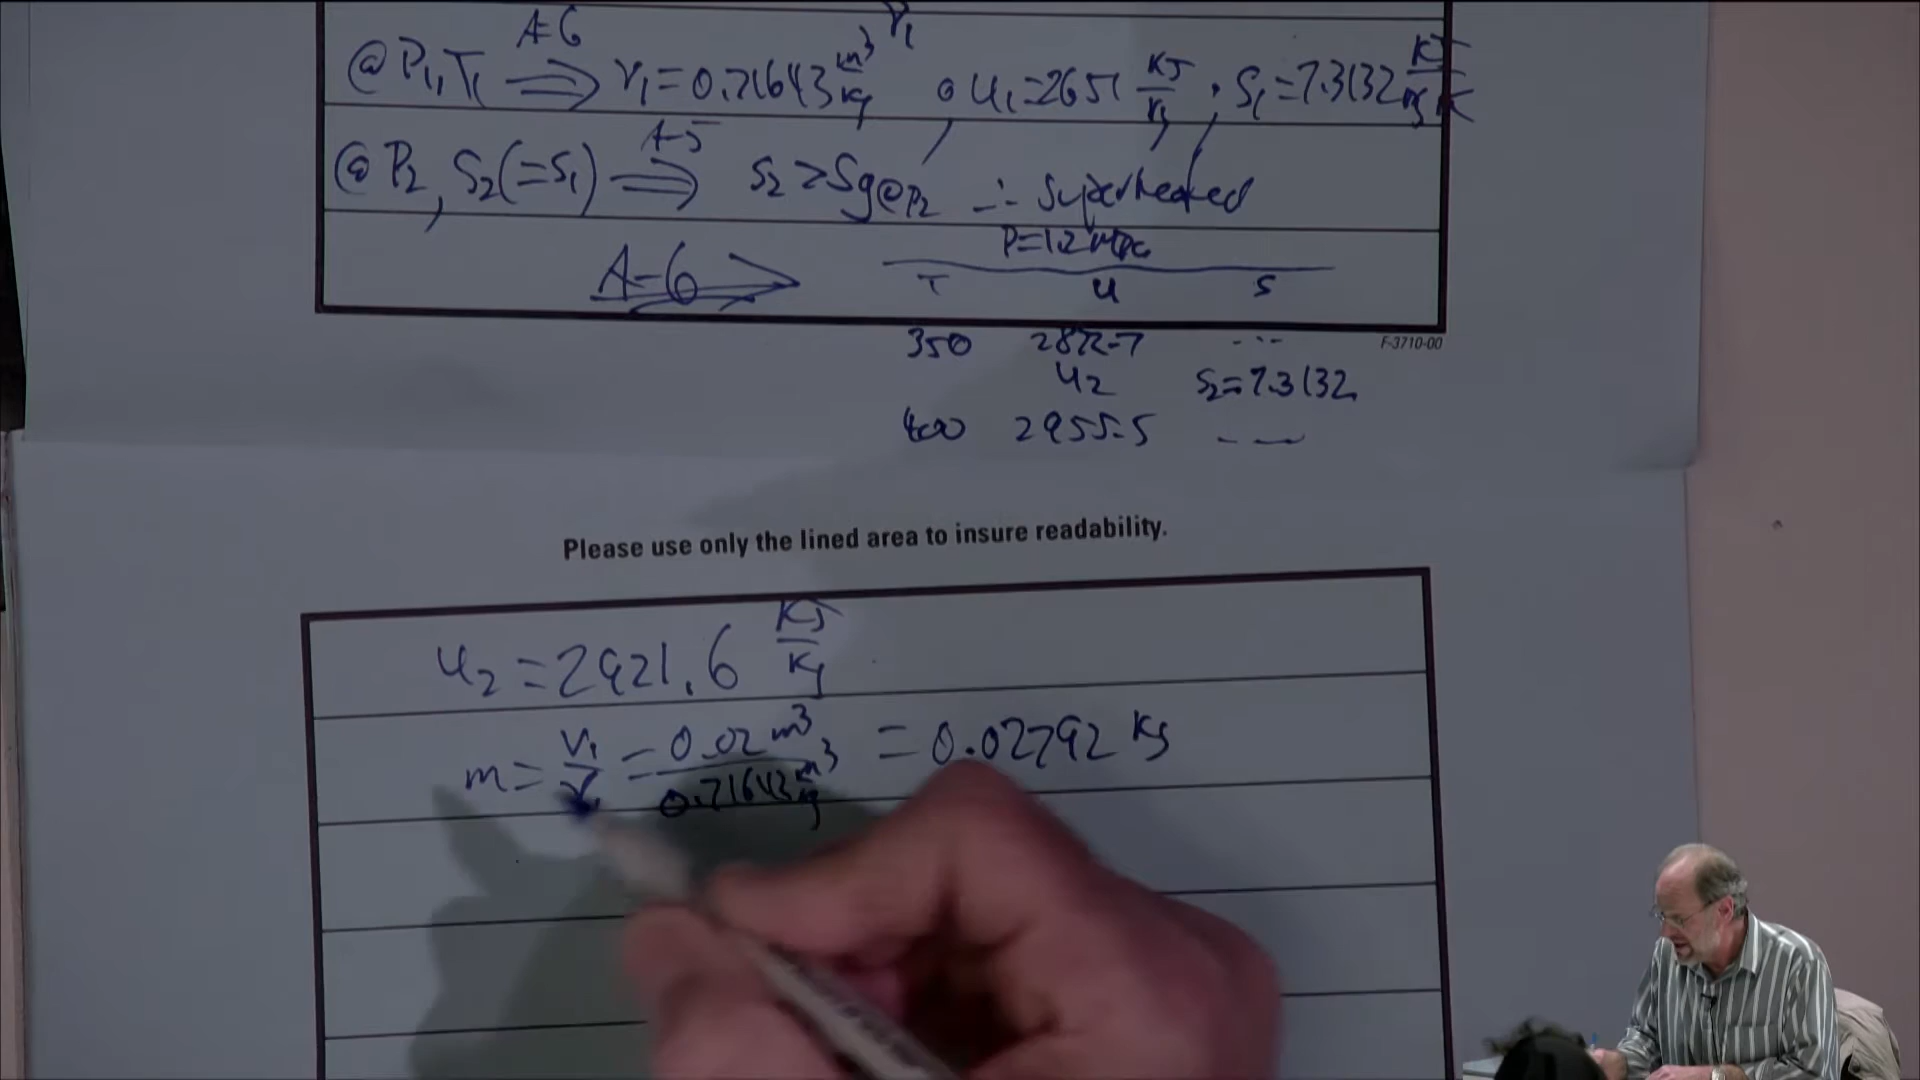 A-6
@ P₁, T₁ ⟹ v₁=0.71643 m³/kg • u₁=2651 KJ/kg • S₁=7.3132 KJ/kg K
A-5
@ P₂, S₂(=S₁) ⟹ S₂>Sg@P₂ ∴ Superheated
A-6 ⟹ P=1.2 MPa
T u S
350 2872.7 ---
F-3710-00
u₂ S₂=7.3132
400 2955.5 ---
Please use only the lined area to insure readability.
u₂=2921.6 KJ/Kg
m=V₁/v₁=0.02 m³/0.71643 m³/kg = 0.02792 Kg